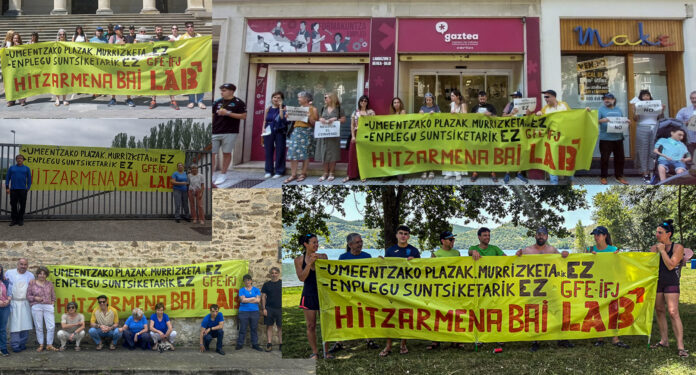 -UMEENTZAKO PLAZAK, MURRIZKETA.. EZ
-ENPLEGU SUNTSIKETARIK EZ GFE-IFJ
HITZARMENA BAI LAB
gaztea
-UMEENTZAKO PLAZAK, MURRIZKETA.. EZ
-ENPLEGU SUNTSIKETARIK EZ GFE-IFJ
HITZARMENA BAI LAB
NO
NO
-UMEENTZAKO PLAZAK, MURRIZKETA.. EZ
-ENPLEGU SUNTSIKETARIK EZ GFE-IFJ
HITZARMENA BAI LAB
-UMEENTZAKO PLAZAK, MURRIZKETA.. EZ
-ENPLEGU SUNTSIKETARIK EZ GFE-IFJ
HITZARMENA BAI LAB
-UMEENTZAKO PLAZAK, MURRIZKETA.. EZ
-ENPLEGU SUNTSIKETARIK EZ GFE-IFJ
HITZARMENA BAI LAB